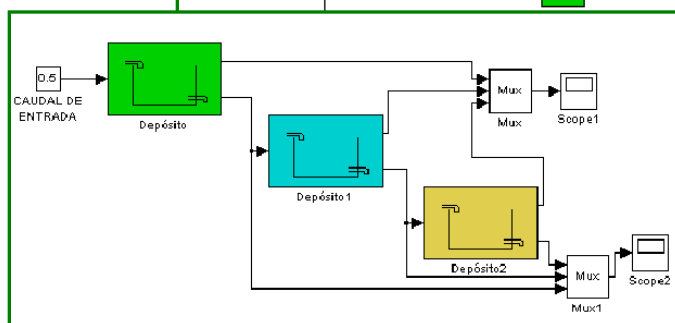 0.5
CAUDAL DE
ENTRADA
Depósito
Mux
Mux
Scope1
Depósito1
Depósito2
Mux
Mux1
Scope2